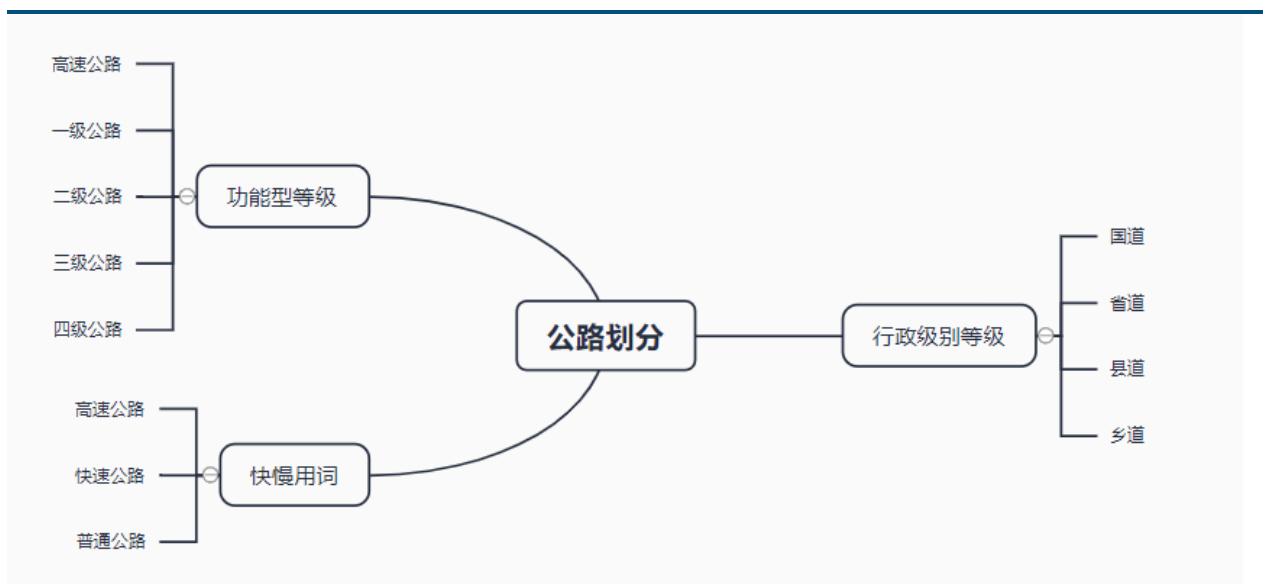 高速公路
一级公路
二级公路
三级公路
四级公路
功能型等级
高速公路
快速公路
普通公路
快慢用词
公路划分
行政级别等级
国道
省道
县道
乡道